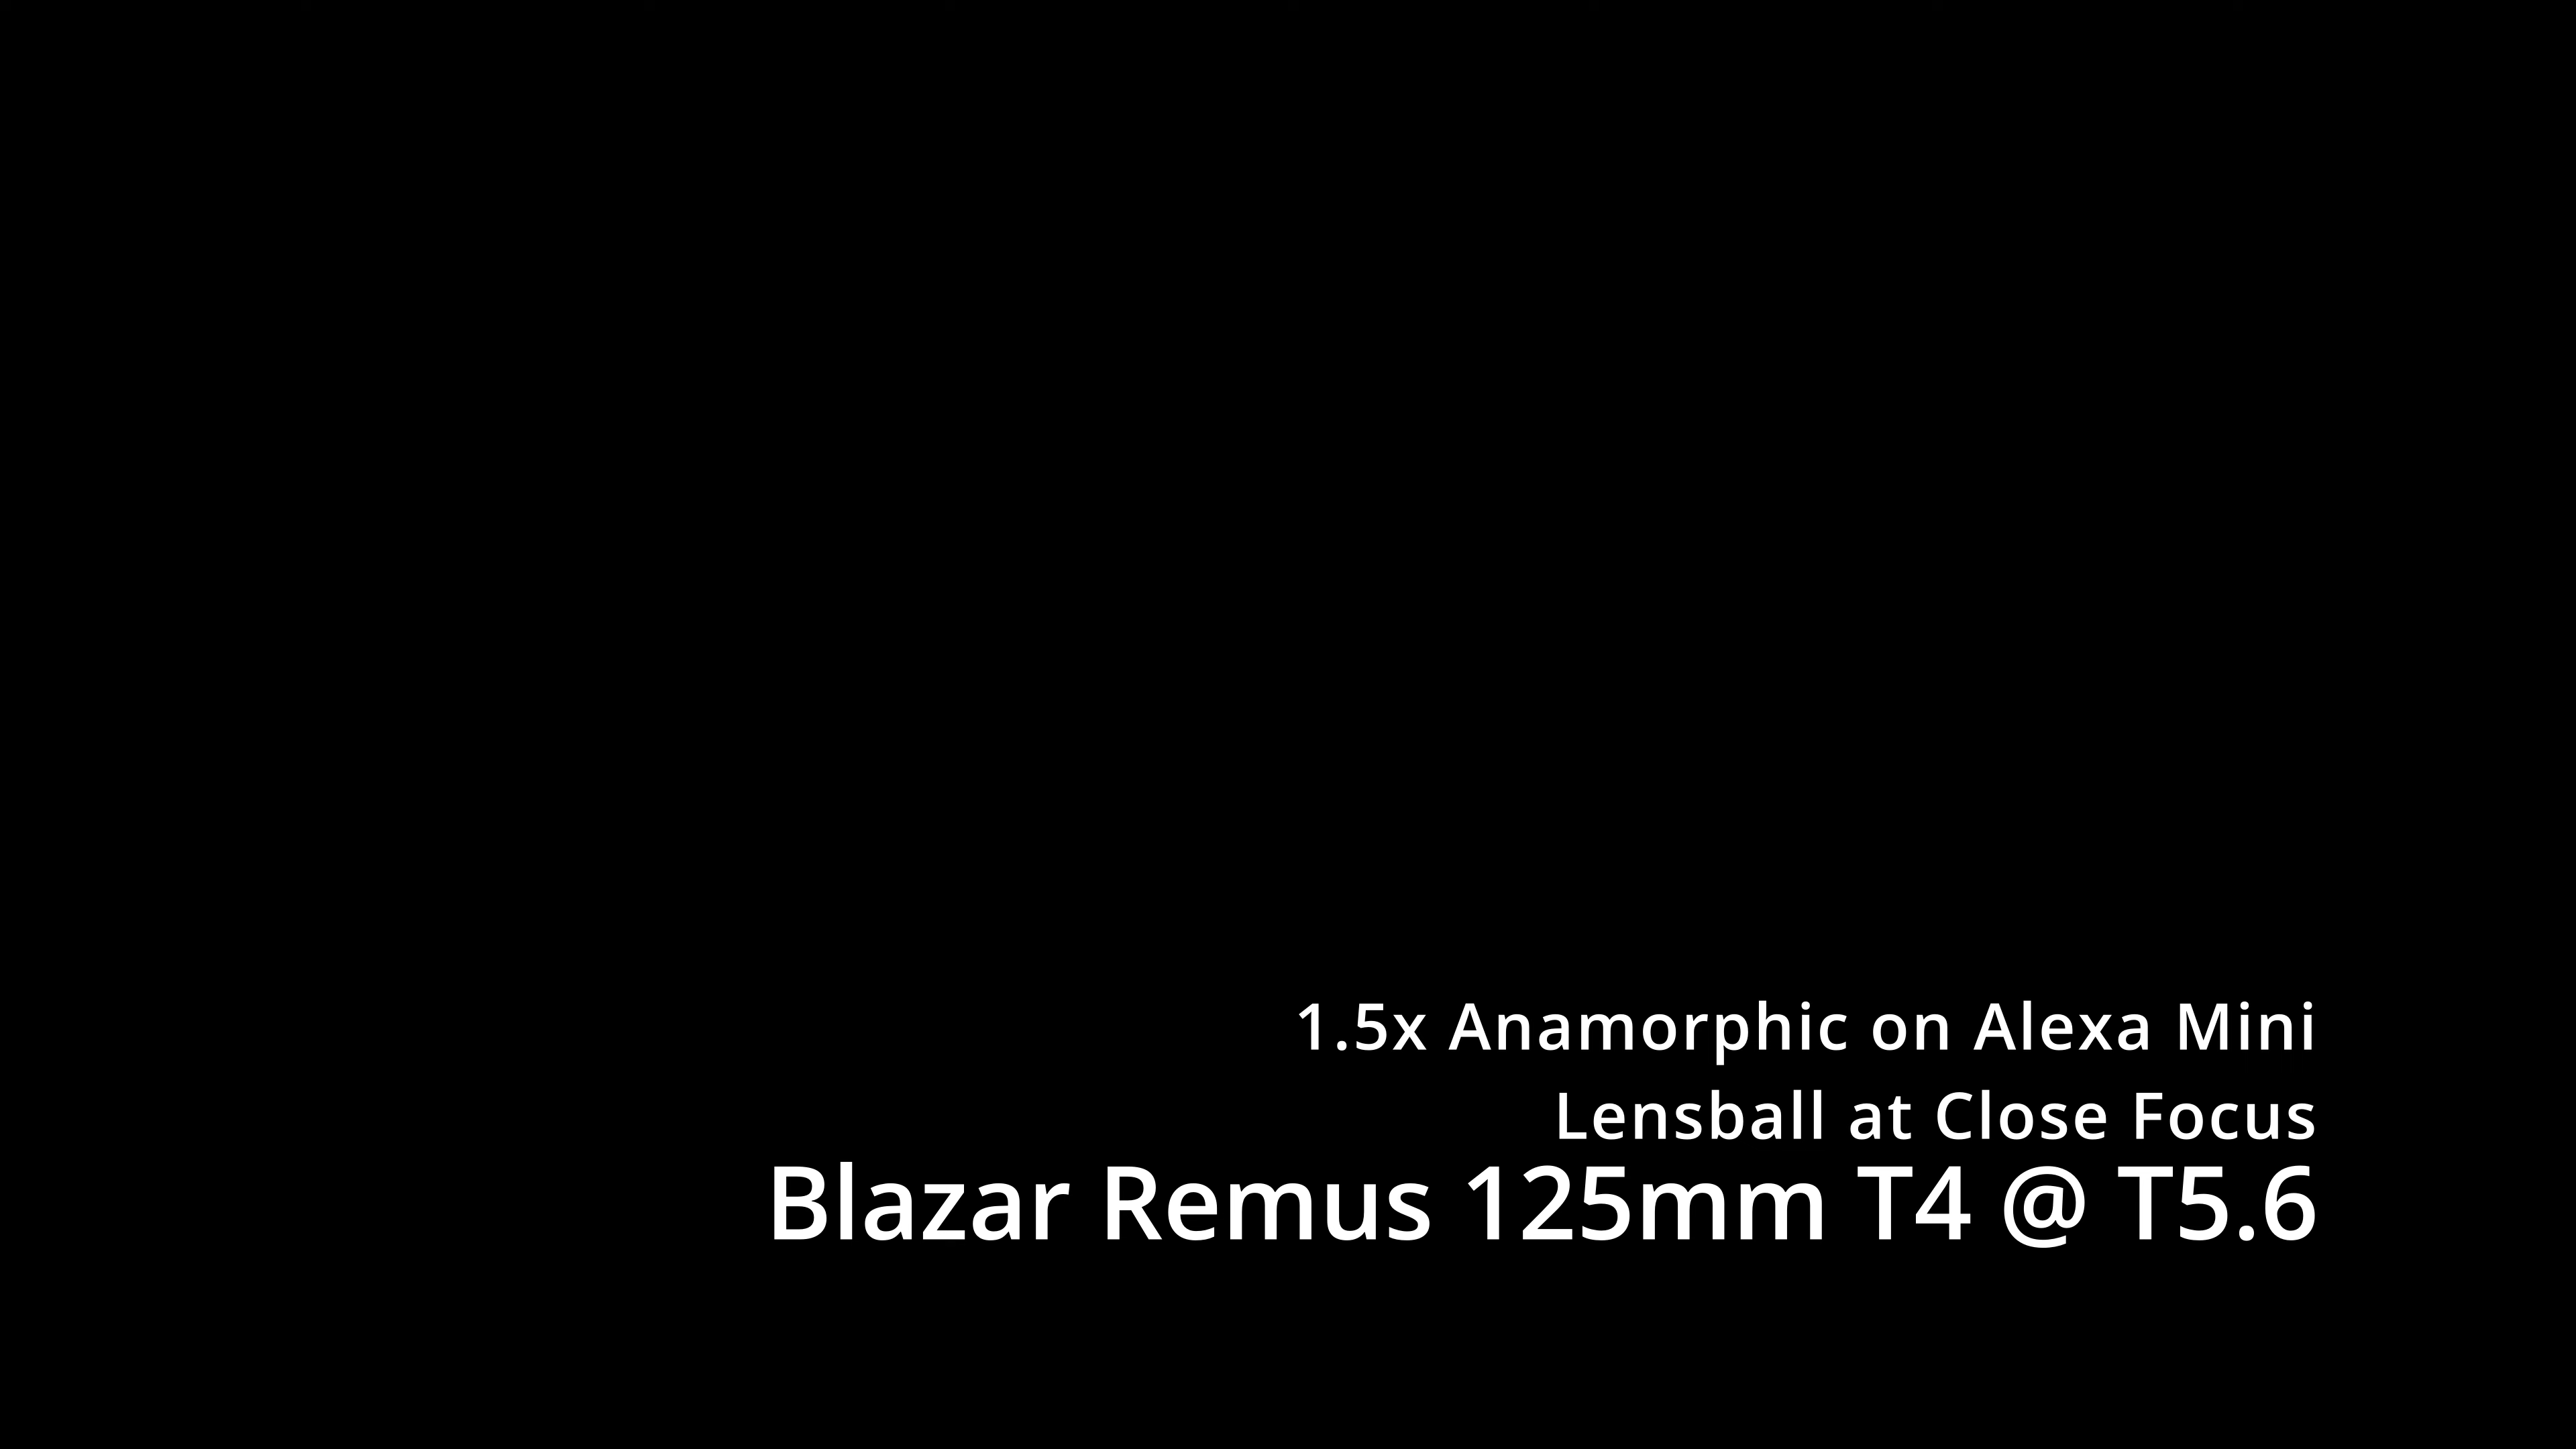 1.5x Anamorphic on Alexa Mini
Lensball at Close Focus
Blazar Remus 125mm T4 @ T5.6